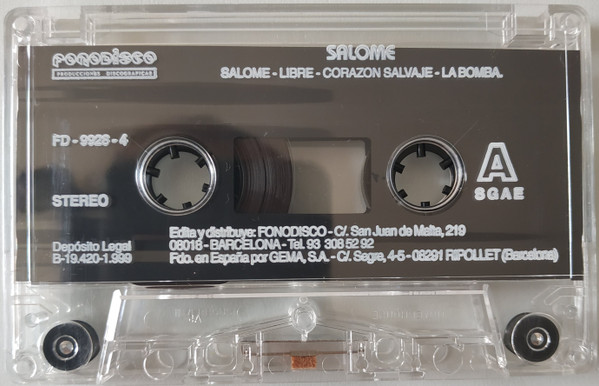 FONODISCO
PRODUCCIONES DISCOGRAFICAS
SALOME
SALOME - LIBRE - CORAZON SALVAJE - LA BOMBA.
FD - 9926 - 4
A
STEREO
SGAE
Edita y distribuye: FONODISCO - C/. San Juan de Malta, 219
08018 - BARCELONA - Tel. 93 308 52 92
Fdo. en España por GEMA, S.A. - C/. Segre, 4-5 - 08291 RIPOLLET (Barcelona)
Depósito Legal
B-19.420-1.999